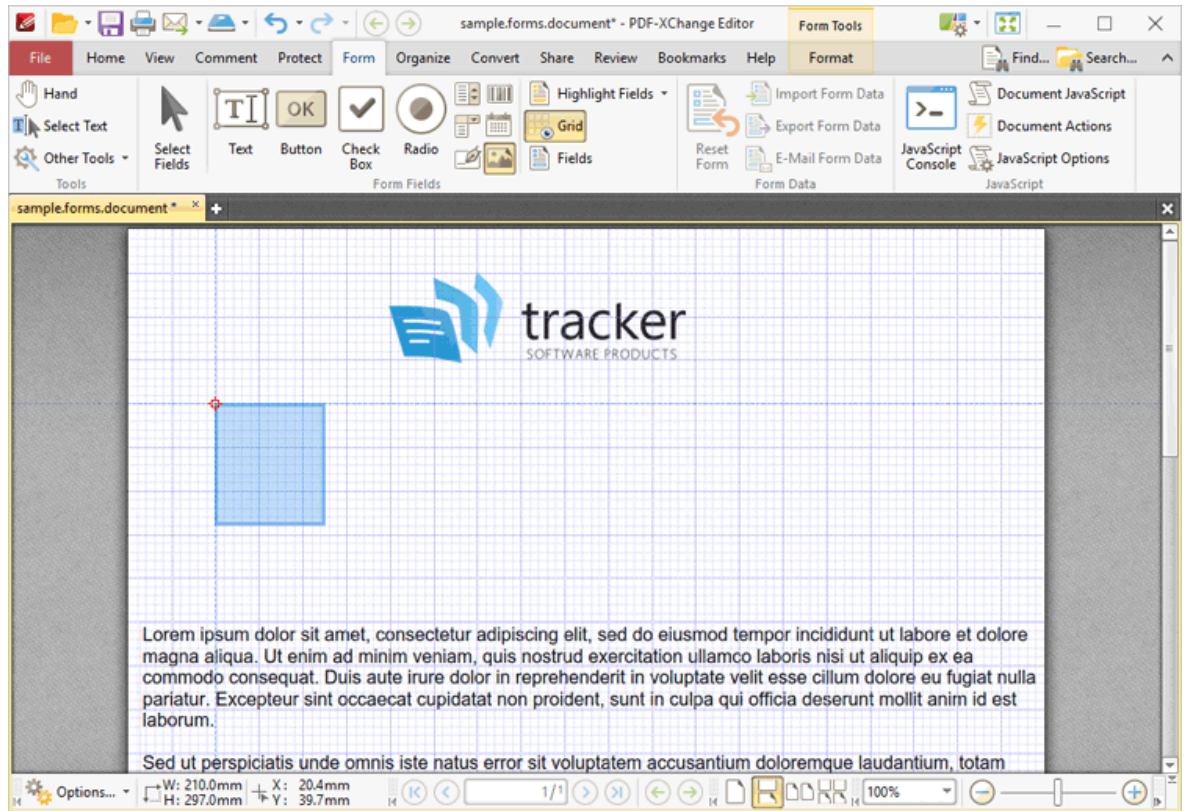 sample.forms.document* - PDF-XChange Editor
Form Tools
File Home View Comment Protect Form Organize Convert Share Review Bookmarks Help Format Find... Search...
Hand
Select Text
Other Tools
Tools
Select Fields
Text
OK
Button
Check Box
Radio
Form Fields
Highlight Fields
Grid
Fields
Reset Form
Import Form Data
Export Form Data
E-Mail Form Data
Form Data
JavaScript Console
Document JavaScript
Document Actions
JavaScript Options
JavaScript
sample.forms.document *
tracker
SOFTWARE PRODUCTS
Lorem ipsum dolor sit amet, consectetur adipiscing elit, sed do eiusmod tempor incididunt ut labore et dolore
magna aliqua. Ut enim ad minim veniam, quis nostrud exercitation ullamco laboris nisi ut aliquip ex ea
commodo consequat. Duis aute irure dolor in reprehenderit in voluptate velit esse cillum dolore eu fugiat nulla
pariatur. Excepteur sint occaecat cupidatat non proident, sunt in culpa qui officia deserunt mollit anim id est
laborum.
Sed ut perspiciatis unde omnis iste natus error sit voluptatem accusantium doloremque laudantium, totam
Options...
W: 210.0mm
H: 297.0mm
X: 20.4mm
Y: 39.7mm
1/1
100%